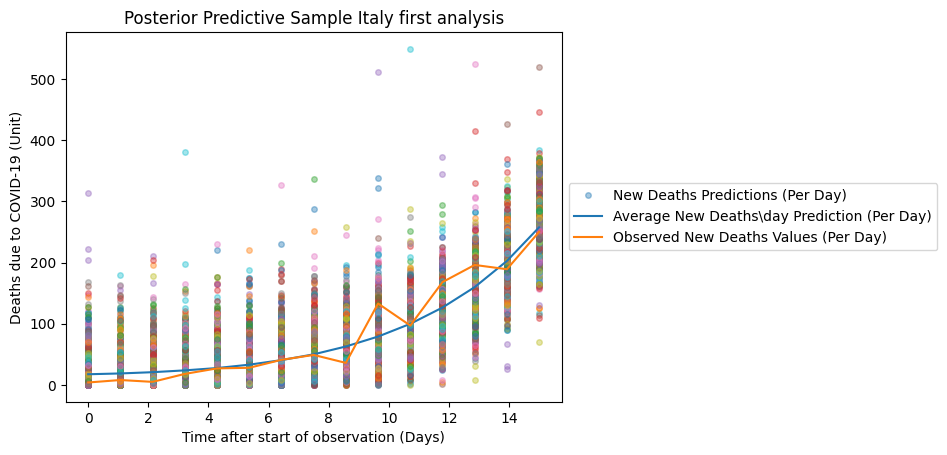 Posterior Predictive Sample Italy first analysis
Deaths due to COVID-19 (Unit)
500
400
300
200
100
0
0 2 4 6 8 10 12 14
Time after start of observation (Days)
New Deaths Predictions (Per Day)
Average New Deaths\day Prediction (Per Day)
Observed New Deaths Values (Per Day)